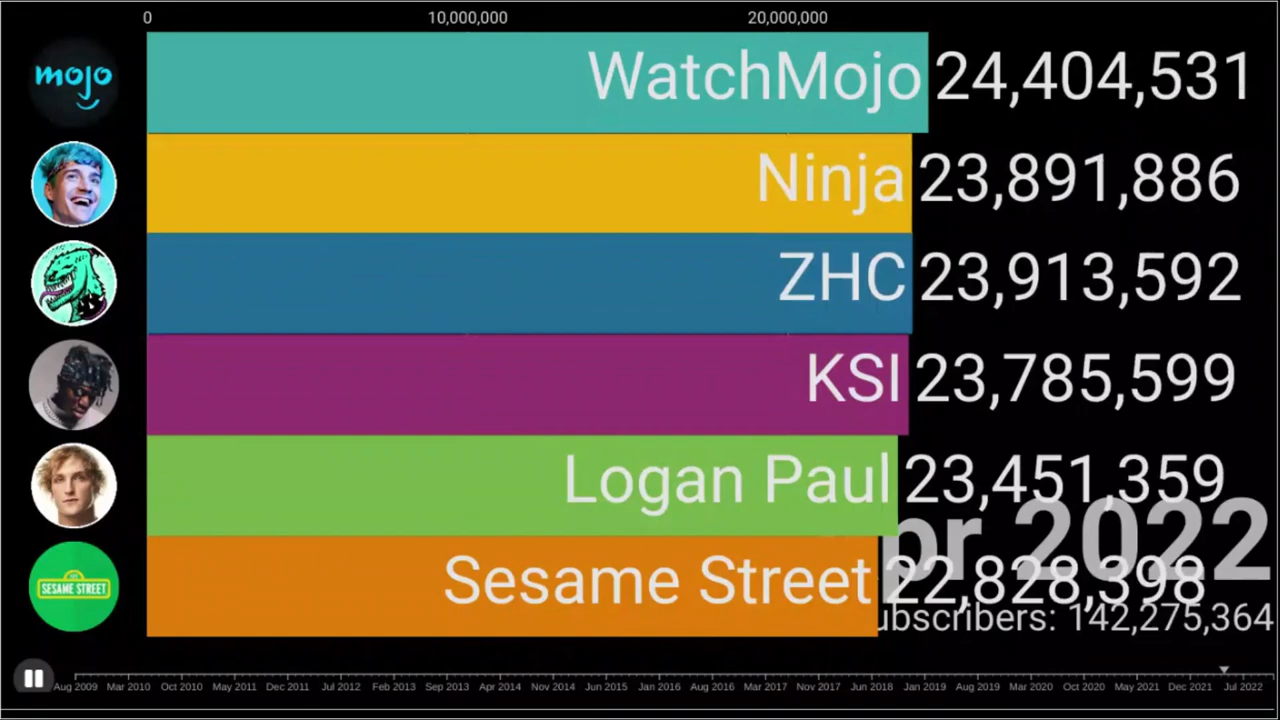 0 10,000,000 20,000,000
mojo
WatchMojo 24,404,531
Ninja 23,891,886
ZHC 23,913,592
KSI 23,785,599
Logan Paul 23,451,359
pr 2022
SESAME STREET
Sesame Street 22,828,398
ubscribers: 142,275,364
Aug 2009 Mar 2010 Oct 2010 May 2011 Dec 2011 Jul 2012 Feb 2013 Sep 2013 Apr 2014 Nov 2014 Jun 2015 Jan 2016 Aug 2016 Mar 2017 Nov 2017 Jun 2018 Jan 2019 Aug 2019 Mar 2020 Oct 2020 May 2021 Dec 2021 Jul 2022